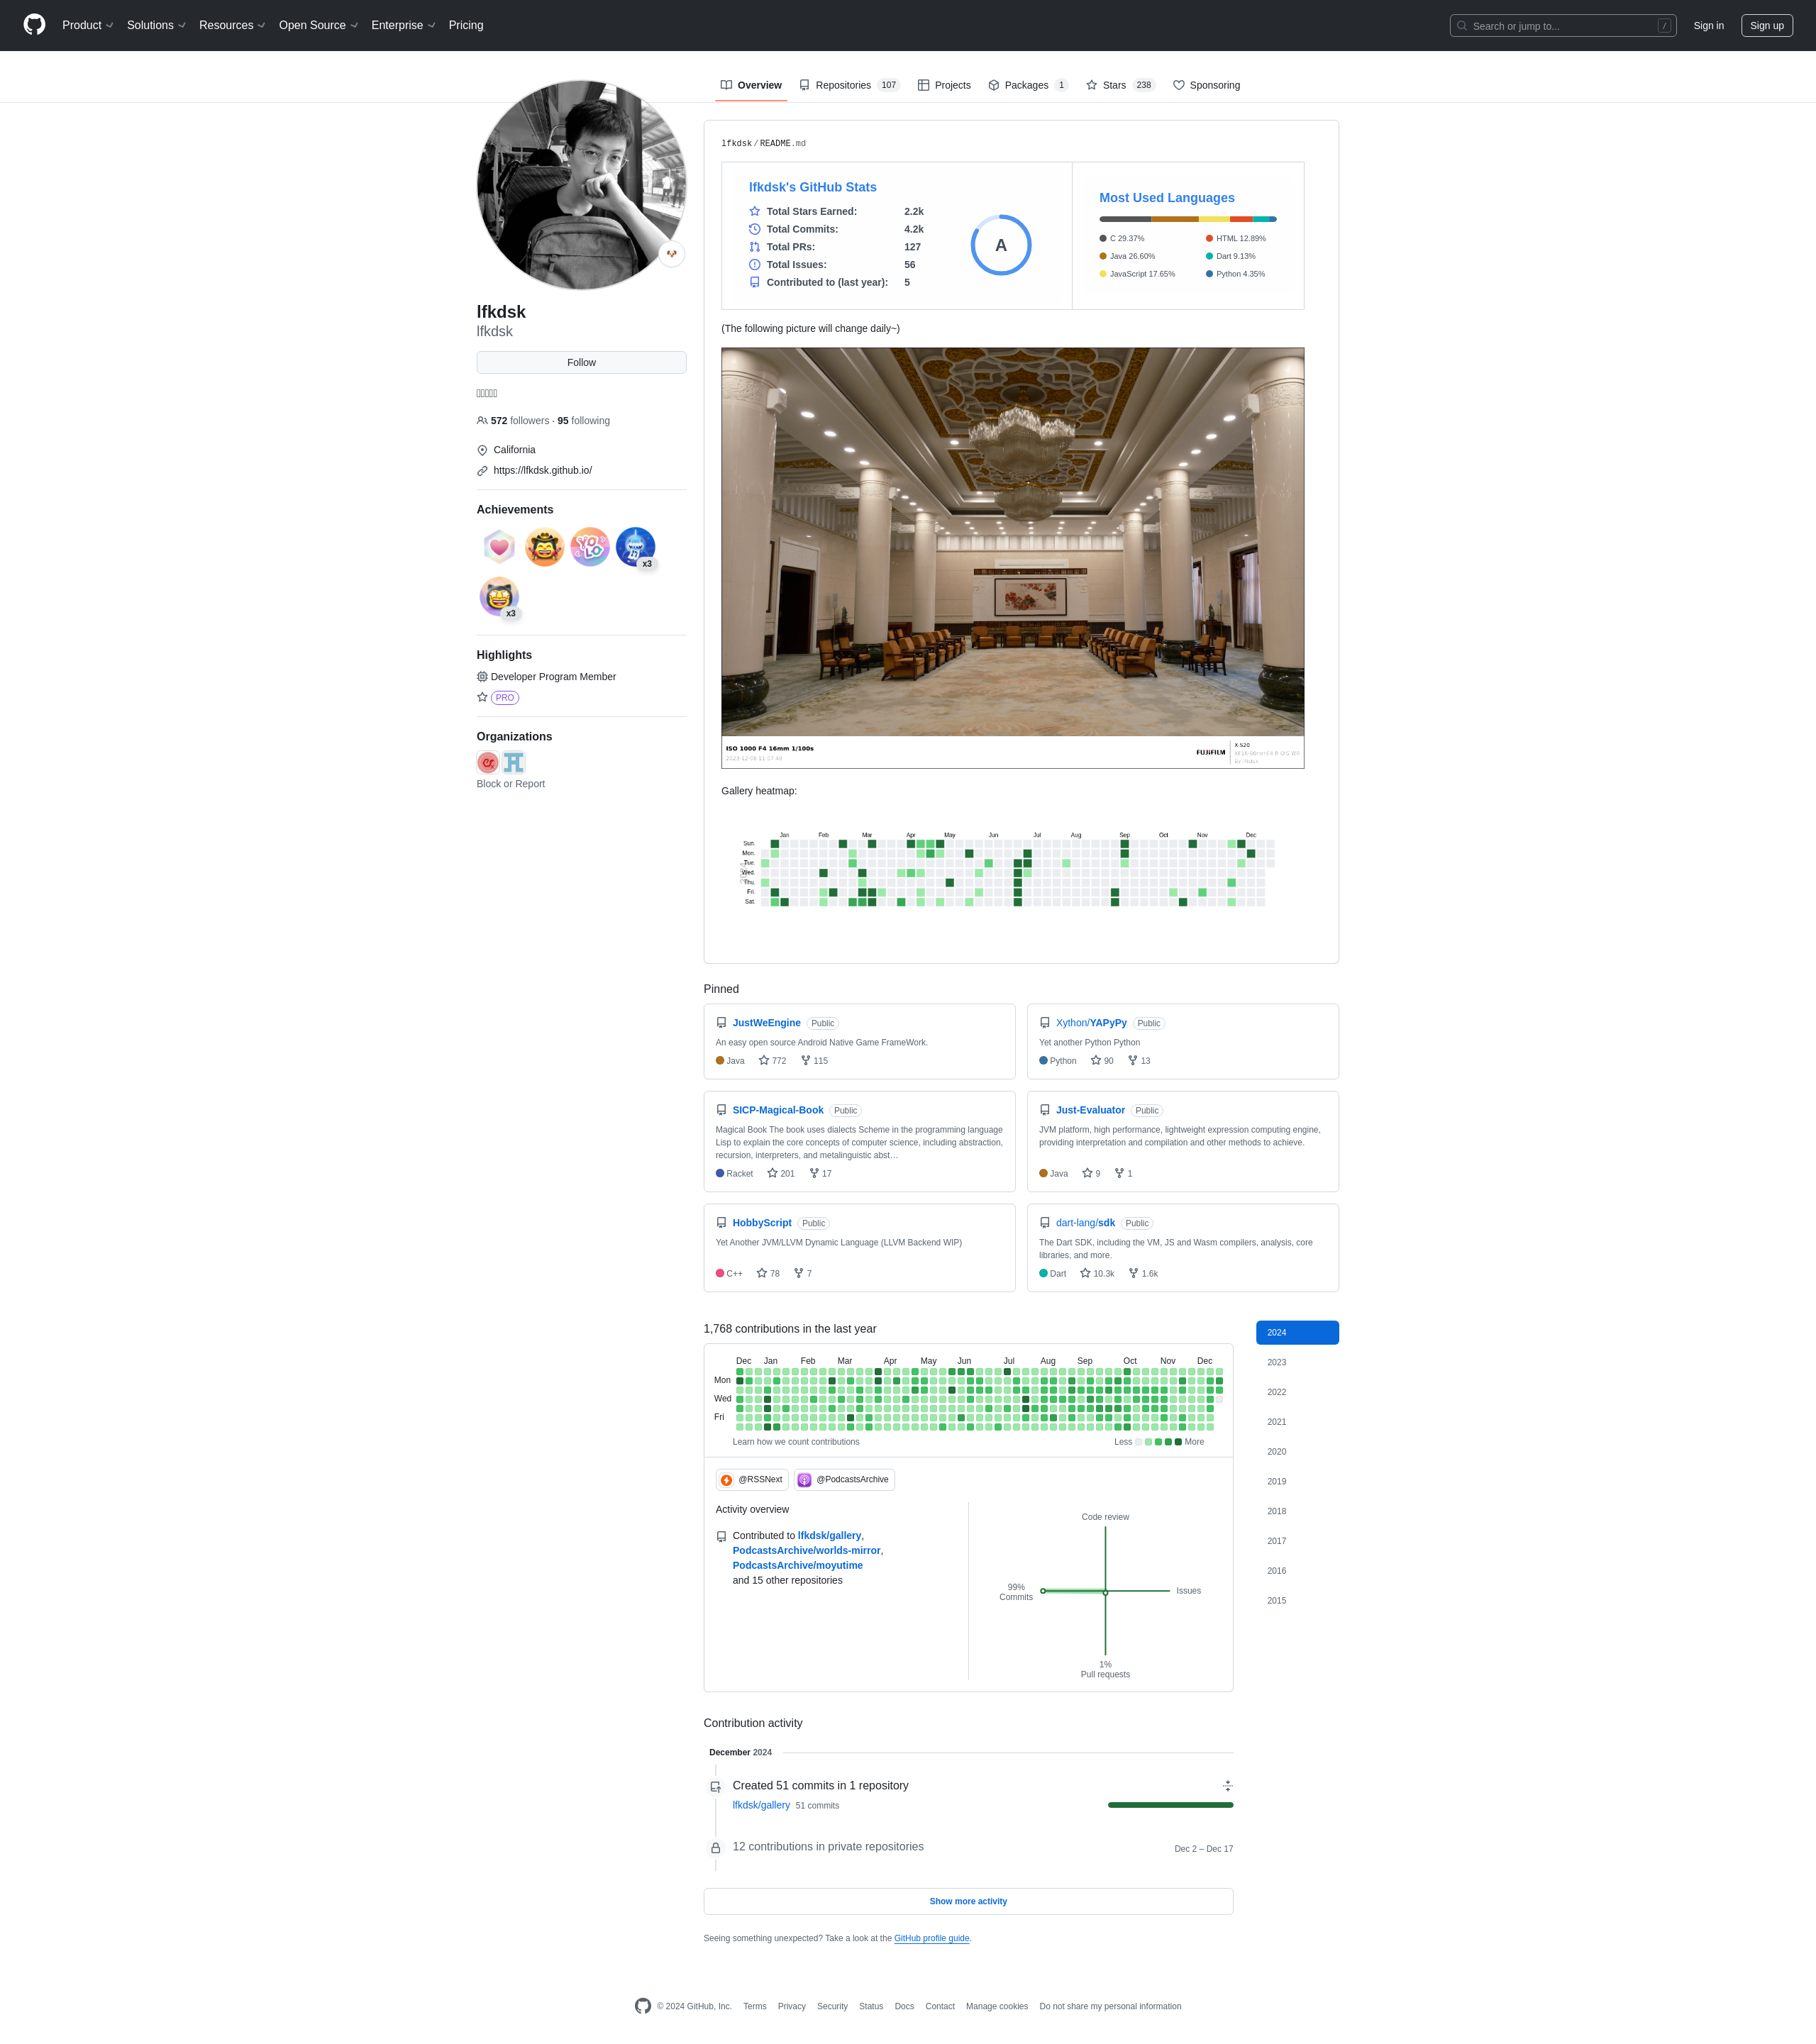 Product Solutions Resources Open Source Enterprise Pricing
Search or jump to... /
Sign in
Sign up
Overview Repositories 107 Projects Packages 1 Stars 238 Sponsoring
lfkdsk
lfkdsk
Follow
572 followers · 95 following
California
https://lfkdsk.github.io/
Achievements
YOLO
x3
x3
Highlights
Developer Program Member
PRO
Organizations
Block or Report
lfkdsk / README.md
lfkdsk's GitHub Stats
Total Stars Earned: 2.2k
Total Commits: 4.2k
Total PRs: 127
Total Issues: 56
Contributed to (last year): 5
A
Most Used Languages
C 29.37%
Java 26.60%
JavaScript 17.65%
HTML 12.89%
Dart 9.13%
Python 4.35%
(The following picture will change daily~)
ISO 1000 F4 16mm 1/100s
FUJIFILM
X-S20
Gallery heatmap:
Jan Feb Mar Apr May Jun Jul Aug Sep Oct Nov Dec
Sun.
Mon.
Tue.
Wed.
Thu.
Fri.
Sat.
Pinned
JustWeEngine Public
An easy open source Android Native Game FrameWork.
Java 772 115
Xython/YAPyPy Public
Yet another Python Python
Python 90 13
SICP-Magical-Book Public
Magical Book The book uses dialects Scheme in the programming language
Lisp to explain the core concepts of computer science, including abstraction,
recursion, interpreters, and metalinguistic abst…
Racket 201 17
Just-Evaluator Public
JVM platform, high performance, lightweight expression computing engine,
providing interpretation and compilation and other methods to achieve.
Java 9 1
HobbyScript Public
Yet Another JVM/LLVM Dynamic Language (LLVM Backend WIP)
C++ 78 7
dart-lang/sdk Public
The Dart SDK, including the VM, JS and Wasm compilers, analysis, core
libraries, and more.
Dart 10.3k 1.6k
1,768 contributions in the last year
Dec Jan Feb Mar Apr May Jun Jul Aug Sep Oct Nov Dec
Mon
Wed
Fri
Learn how we count contributions
Less More
2024
2023
2022
2021
2020
2019
2018
2017
2016
2015
@RSSNext @PodcastsArchive
Activity overview
Contributed to lfkdsk/gallery,
PodcastsArchive/worlds-mirror,
PodcastsArchive/moyutime
and 15 other repositories
Code review
99%
Commits
Issues
1%
Pull requests
Contribution activity
December 2024
Created 51 commits in 1 repository
lfkdsk/gallery 51 commits
12 contributions in private repositories
Dec 2 – Dec 17
Show more activity
Seeing something unexpected? Take a look at the GitHub profile guide.
© 2024 GitHub, Inc. Terms Privacy Security Status Docs Contact Manage cookies Do not share my personal information